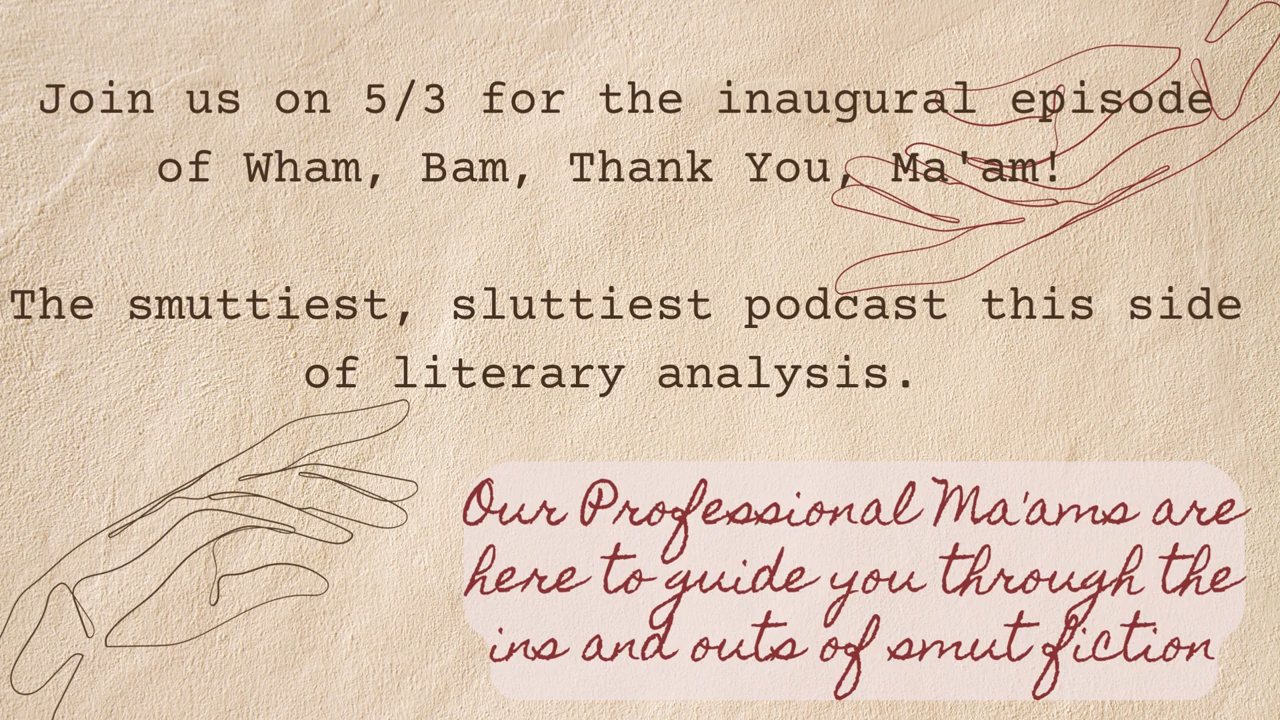 Join us on 5/3 for the inaugural episode
of Wham, Bam, Thank You, Ma'am!
The smuttiest, sluttiest podcast this side
of literary analysis.
Our Professional Ma'ams are
here to guide you through the
ins and outs of smut fiction